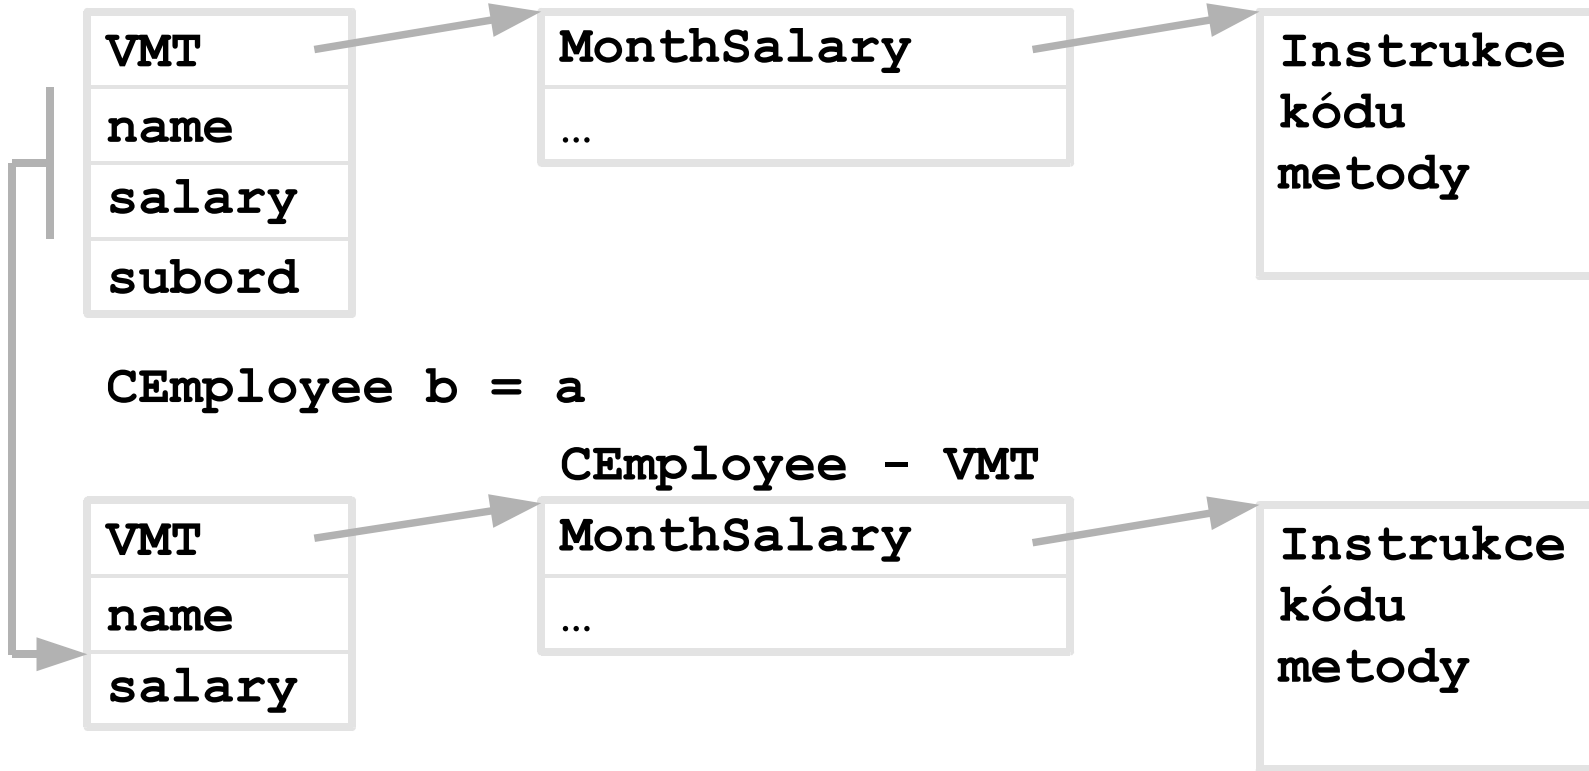 VMT
name
salary
subord
MonthSalary
…
Instrukce
kódu
metody
CEmployee b = a
CEmployee - VMT
VMT
name
salary
MonthSalary
…
Instrukce
kódu
metody